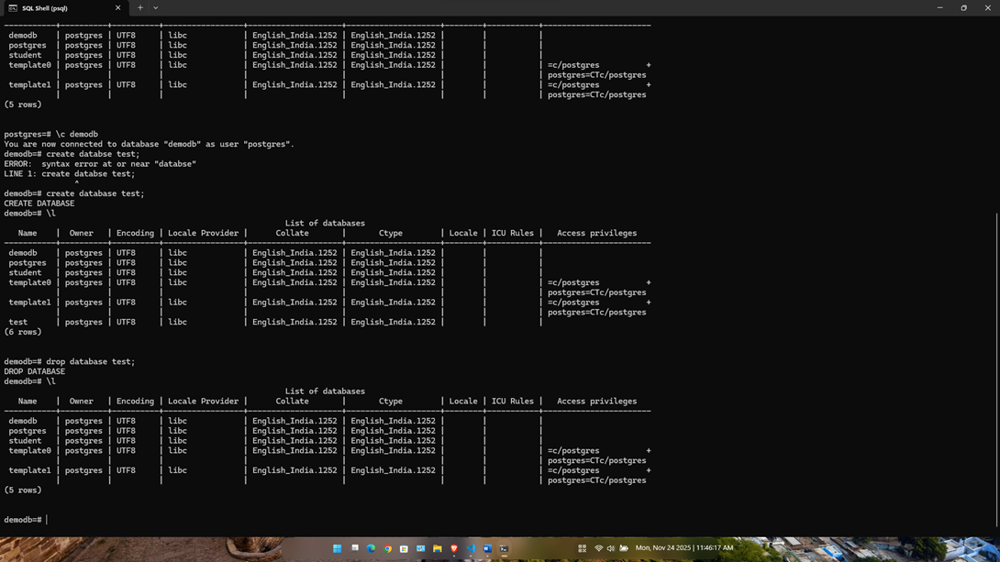 SQL Shell (psql)
-----------+----------+----------+-----------------+--------------------+--------------------+--------+-----------+-----------------------
 demodb    | postgres | UTF8     | libc            | English_India.1252 | English_India.1252 |        |           |
 postgres  | postgres | UTF8     | libc            | English_India.1252 | English_India.1252 |        |           |
 student   | postgres | UTF8     | libc            | English_India.1252 | English_India.1252 |        |           |
 template0 | postgres | UTF8     | libc            | English_India.1252 | English_India.1252 |        |           | =c/postgres          +
           |          |          |                 |                    |                    |        |           | postgres=CTc/postgres
 template1 | postgres | UTF8     | libc            | English_India.1252 | English_India.1252 |        |           | =c/postgres          +
           |          |          |                 |                    |                    |        |           | postgres=CTc/postgres
(5 rows)
postgres=# \c demodb
You are now connected to database "demodb" as user "postgres".
demodb=# create databse test;
ERROR:  syntax error at or near "databse"
LINE 1: create databse test;
               ^
demodb=# create database test;
CREATE DATABASE
demodb=# \l
                                                         List of databases
   Name    |  Owner   | Encoding | Locale Provider |      Collate       |       Ctype        | Locale | ICU Rules |   Access privileges
-----------+----------+----------+-----------------+--------------------+--------------------+--------+-----------+-----------------------
 demodb    | postgres | UTF8     | libc            | English_India.1252 | English_India.1252 |        |           |
 postgres  | postgres | UTF8     | libc            | English_India.1252 | English_India.1252 |        |           |
 student   | postgres | UTF8     | libc            | English_India.1252 | English_India.1252 |        |           |
 template0 | postgres | UTF8     | libc            | English_India.1252 | English_India.1252 |        |           | =c/postgres          +
           |          |          |                 |                    |                    |        |           | postgres=CTc/postgres
 template1 | postgres | UTF8     | libc            | English_India.1252 | English_India.1252 |        |           | =c/postgres          +
           |          |          |                 |                    |                    |        |           | postgres=CTc/postgres
 test      | postgres | UTF8     | libc            | English_India.1252 | English_India.1252 |        |           |
(6 rows)
demodb=# drop database test;
DROP DATABASE
demodb=# \l
                                                         List of databases
   Name    |  Owner   | Encoding | Locale Provider |      Collate       |       Ctype        | Locale | ICU Rules |   Access privileges
-----------+----------+----------+-----------------+--------------------+--------------------+--------+-----------+-----------------------
 demodb    | postgres | UTF8     | libc            | English_India.1252 | English_India.1252 |        |           |
 postgres  | postgres | UTF8     | libc            | English_India.1252 | English_India.1252 |        |           |
 student   | postgres | UTF8     | libc            | English_India.1252 | English_India.1252 |        |           |
 template0 | postgres | UTF8     | libc            | English_India.1252 | English_India.1252 |        |           | =c/postgres          +
           |          |          |                 |                    |                    |        |           | postgres=CTc/postgres
 template1 | postgres | UTF8     | libc            | English_India.1252 | English_India.1252 |        |           | =c/postgres          +
           |          |          |                 |                    |                    |        |           | postgres=CTc/postgres
(5 rows)
demodb=#
Mon, Nov 24 2025 | 11:46:17 AM